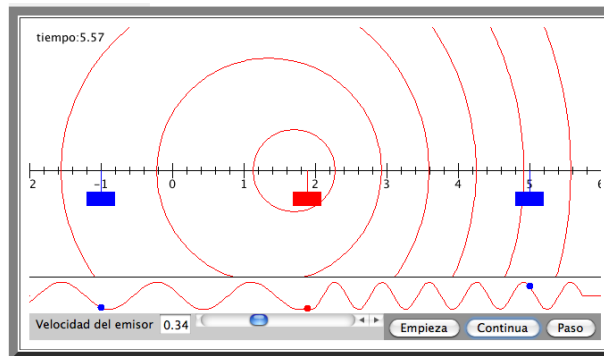 tiempo:5.57
2 -1 0 1 2 3 4 5 6
Velocidad del emisor 0.34 Empieza Continua Paso